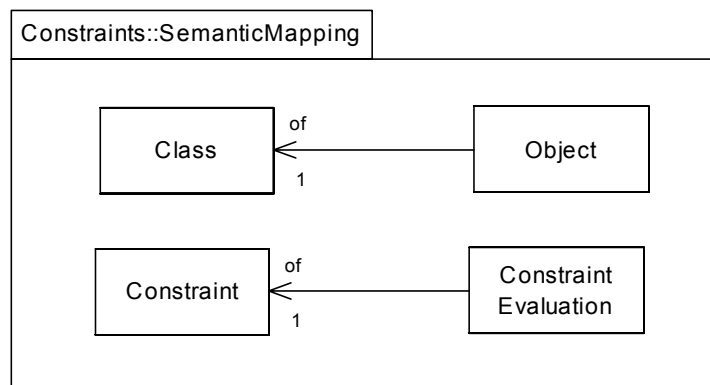 Constraints::SemanticMapping
of
Class
Object
1
of
Constraint
Constraint
Evaluation
1